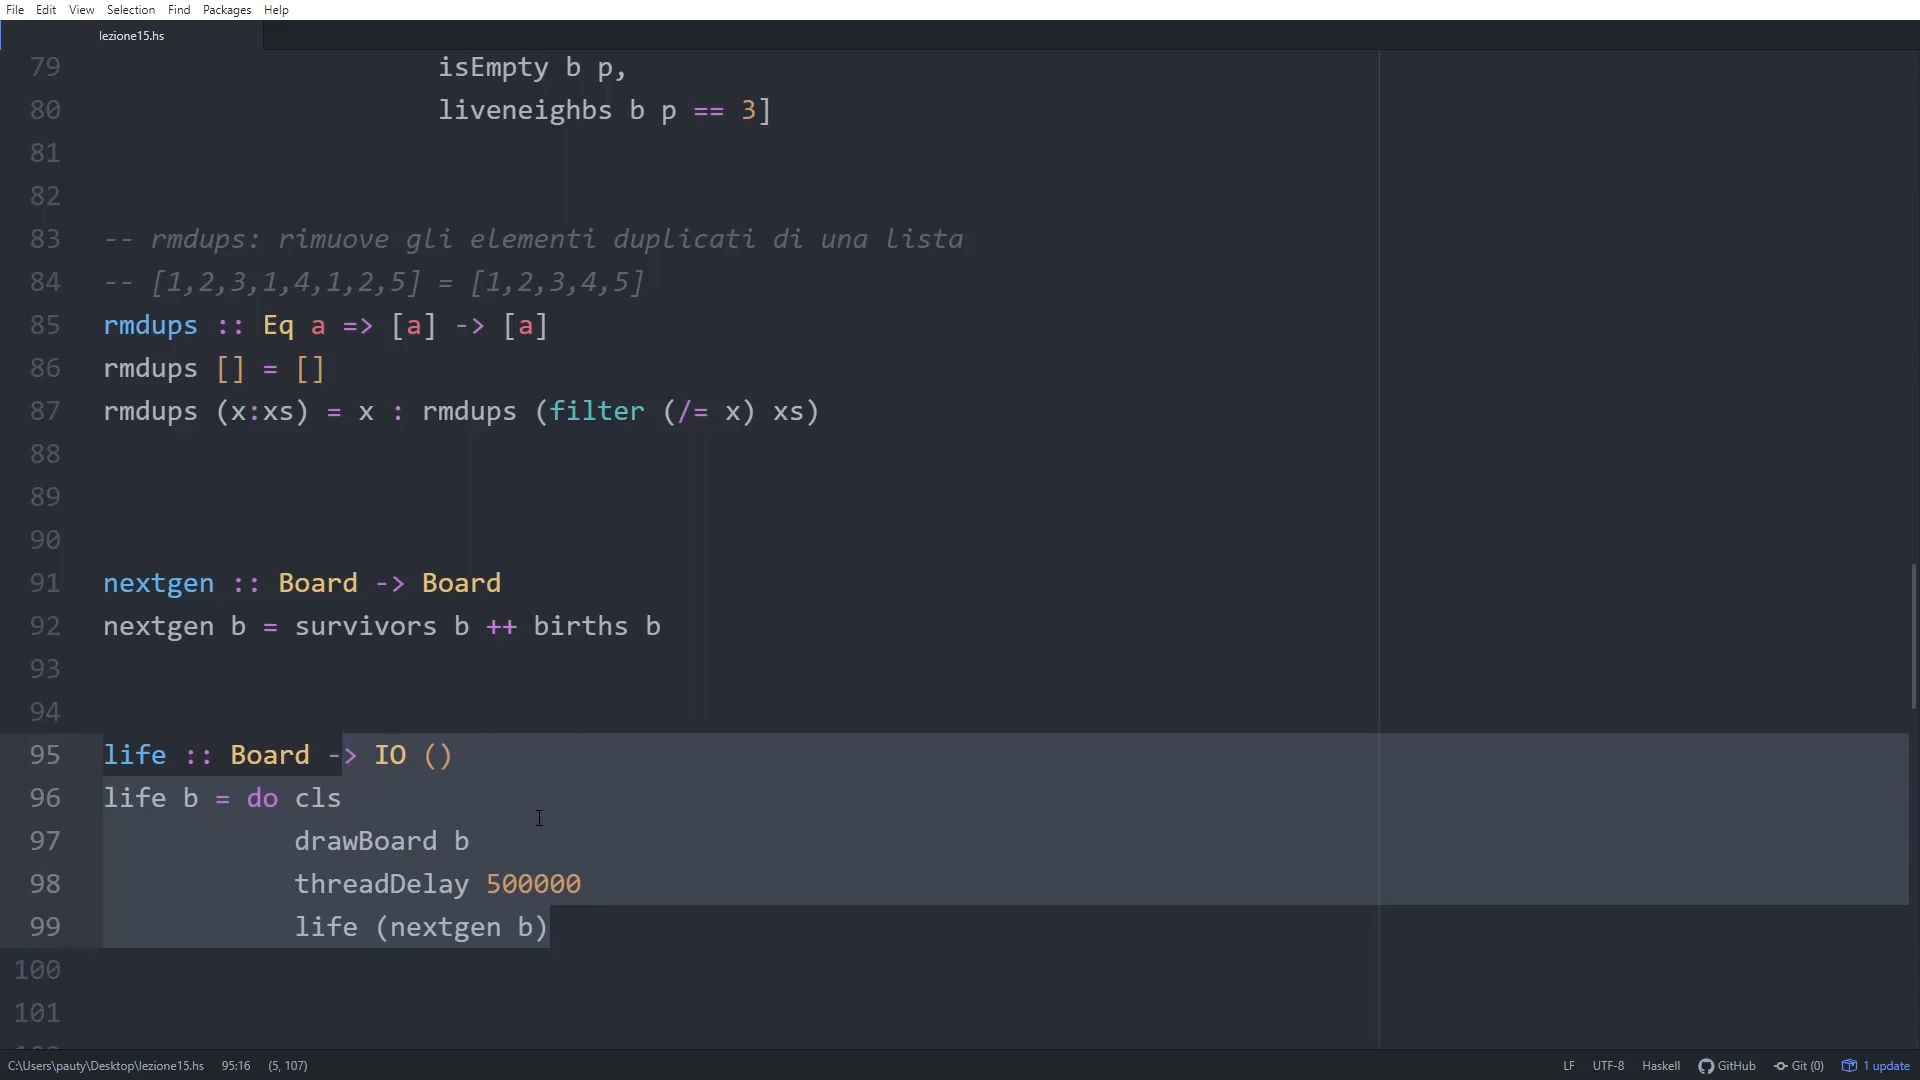 File Edit View Selection Find Packages Help
lezione15.hs
79 isEmpty b p,
80 liveneighbs b p == 3]
81
82
83 -- rmdups: rimuove gli elementi duplicati di una lista
84 -- [1,2,3,1,4,1,2,5] = [1,2,3,4,5]
85 rmdups :: Eq a => [a] -> [a]
86 rmdups [] = []
87 rmdups (x:xs) = x : rmdups (filter (/= x) xs)
88
89
90
91 nextgen :: Board -> Board
92 nextgen b = survivors b ++ births b
93
94
95 life :: Board -> IO ()
96 life b = do cls
97 drawBoard b
98 threadDelay 500000
99 life (nextgen b)
100
101
C:\Users\pauty\Desktop\lezione15.hs 95:16 (5, 107) LF UTF-8 Haskell GitHub Git (0) 1 update